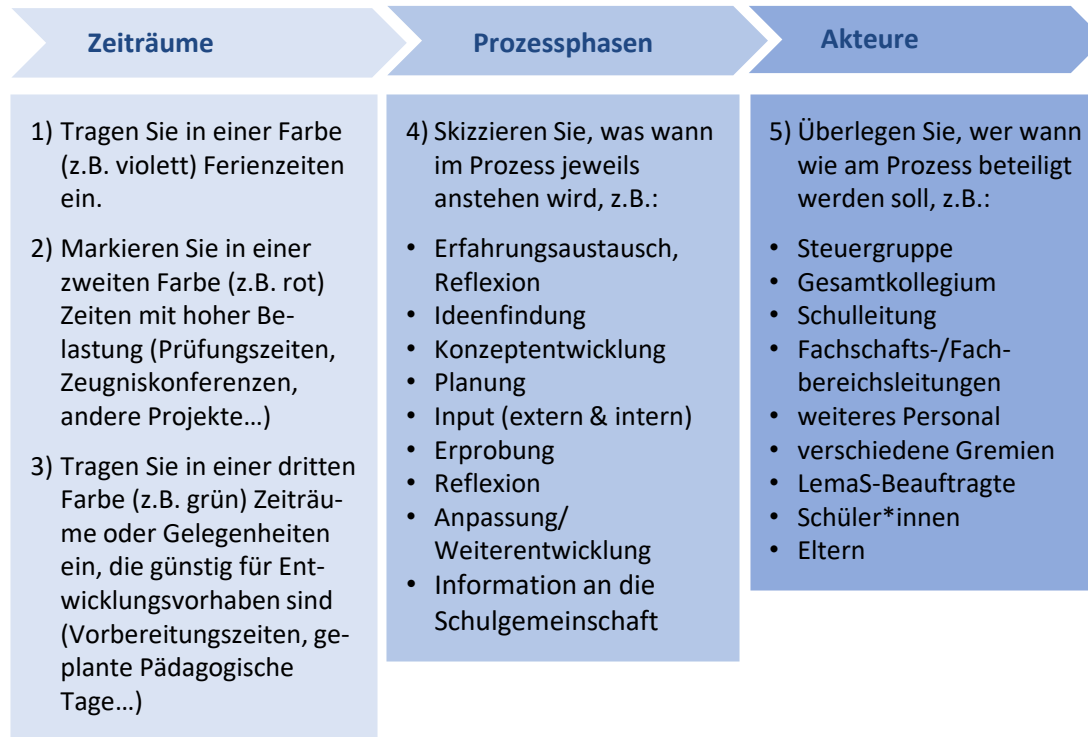 Zeiträume
Prozessphasen
Akteure
1) Tragen Sie in einer Farbe
(z.B. violett) Ferienzeiten
ein.
2) Markieren Sie in einer
zweiten Farbe (z.B. rot)
Zeiten mit hoher Be-
lastung (Prüfungszeiten,
Zeugniskonferenzen,
andere Projekte…)
3) Tragen Sie in einer dritten
Farbe (z.B. grün) Zeiträu-
me oder Gelegenheiten
ein, die günstig für Ent-
wicklungsvorhaben sind
(Vorbereitungszeiten, ge-
plante Pädagogische
Tage…)
4) Skizzieren Sie, was wann
im Prozess jeweils
anstehen wird, z.B.:
• Erfahrungsaustausch,
Reflexion
• Ideenfindung
• Konzeptentwicklung
• Planung
• Input (extern & intern)
• Erprobung
• Reflexion
• Anpassung/
Weiterentwicklung
• Information an die
Schulgemeinschaft
5) Überlegen Sie, wer wann
wie am Prozess beteiligt
werden soll, z.B.:
• Steuergruppe
• Gesamtkollegium
• Schulleitung
• Fachschafts-/Fach-
bereichsleitungen
• weiteres Personal
• verschiedene Gremien
• LemaS-Beauftragte
• Schüler*innen
• Eltern